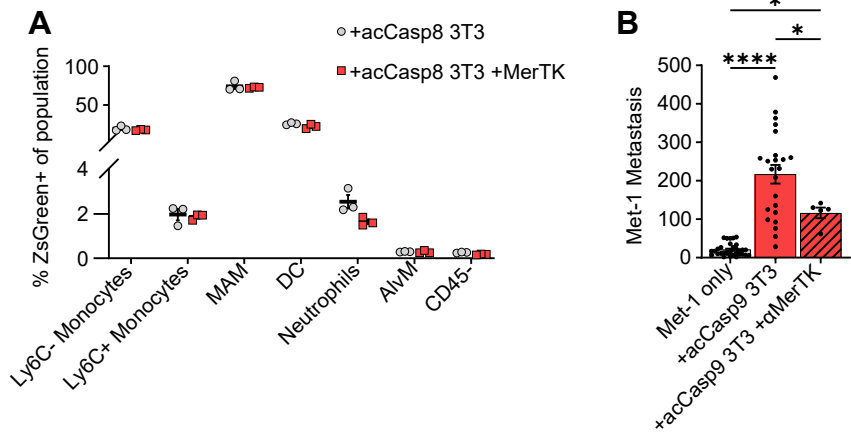 A
+acCasp8 3T3
+acCasp8 3T3 +MerTK
% ZsGreen+ of population
100
50
4
2
0
Ly6C- Monocytes
Ly6C+ Monocytes
MAM
DC
Neutrophils
AlvM
CD45-
B
*
*
****
Met-1 Metastasis
500
400
300
200
100
0
Met-1 only
+acCasp9 3T3
+acCasp9 3T3 +αMerTK